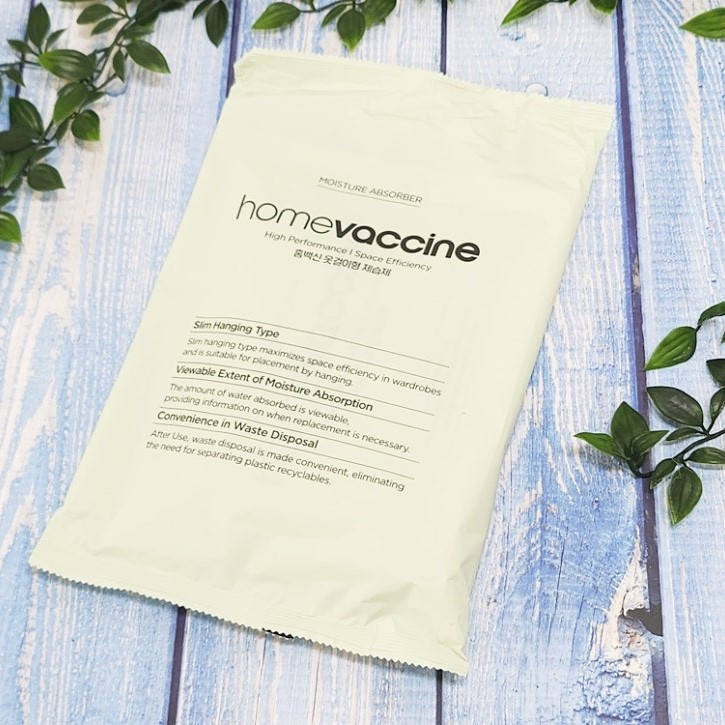 MOISTURE ABSORBER
homevaccine
High Performance | Space Efficiency
홈백신 옷걸이형 제습제
Slim Hanging Type
Slim hanging type maximizes space efficiency in wardrobes
and is suitable for placement by hanging.
Viewable Extent of Moisture Absorption
The amount of water absorbed is viewable,
providing information on when replacement is necessary.
Convenience in Waste Disposal
After Use, waste disposal is made convenient, eliminating
the need for separating plastic recyclables.